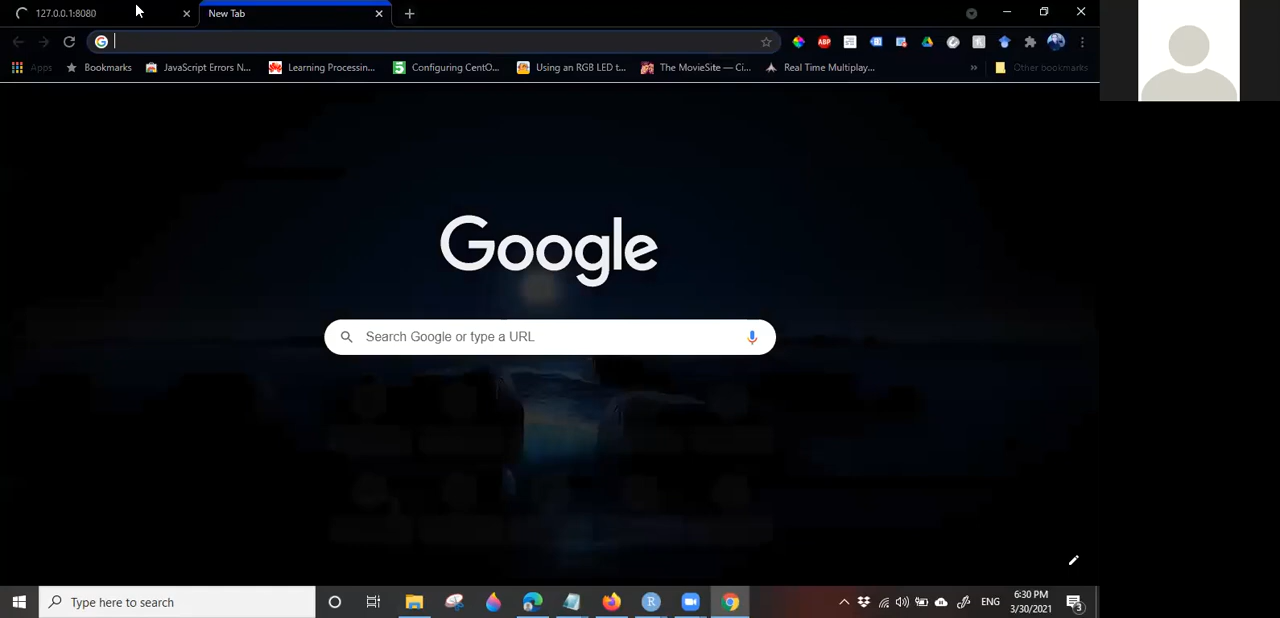 127.0.0.1:8080
New Tab
Apps
Bookmarks
JavaScript Errors N...
Learning Processin...
Configuring CentO...
Using an RGB LED t...
The MovieSite — Ci...
Real Time Multiplay...
»
Other bookmarks
Google
Search Google or type a URL
Type here to search
ENG
6:30 PM
3/30/2021
3